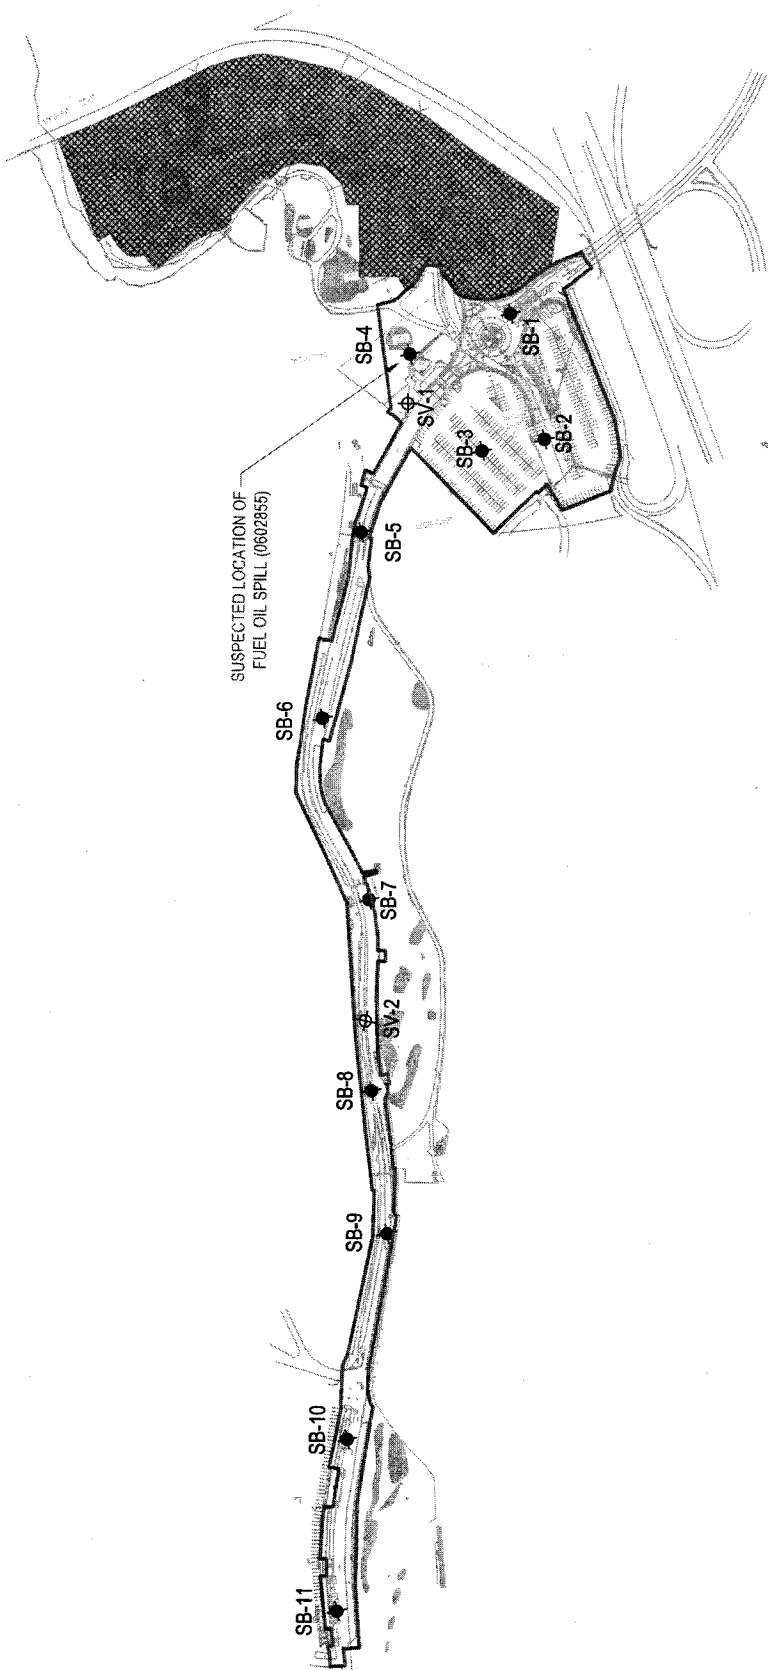 SUSPECTED LOCATION OF
FUEL OIL SPILL (0602855)
SB-11
SB-10
SB-9
SB-8
SV-2
SB-7
SB-6
SB-5
SB-4
SV-1
SB-3
SB-2
SB-1